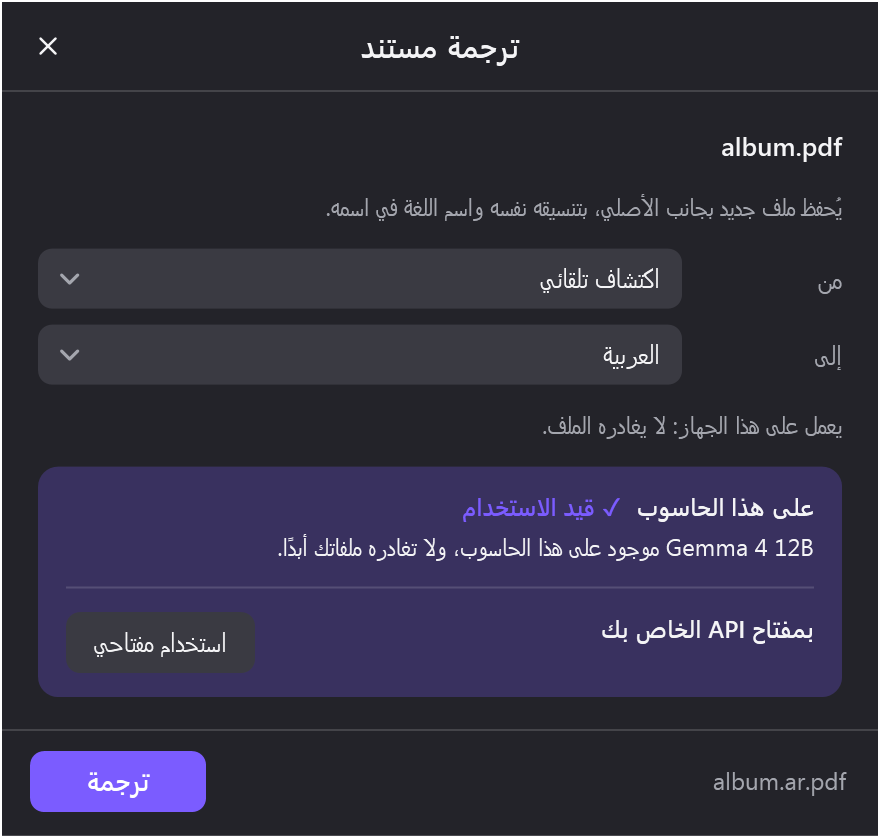 ترجمة مستند
album.pdf
يُحفظ ملف جديد بجانب الأصلي، بتنسيقه نفسه واسم اللغة في اسمه.
من
اكتشاف تلقائي
إلى
العربية
يعمل على هذا الجهاز: لا يغادره الملف.
على هذا الحاسوب ✓ قيد الاستخدام
Gemma 4 12B موجود على هذا الحاسوب، ولا تغادره ملفاتك أبدًا.
بمفتاح API الخاص بك
استخدام مفتاحي
album.ar.pdf
ترجمة